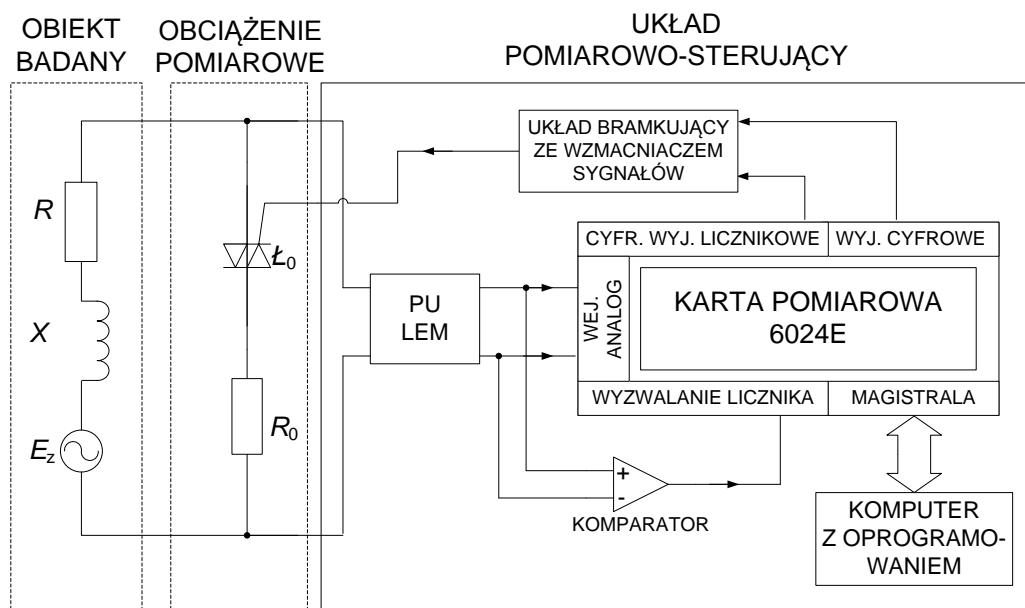 OBIEKT
BADANY
OBCIĄŻENIE
POMIAROWE
UKŁAD
POMIAROWO-STERUJĄCY
UKŁAD BRAMKUJĄCY
ZE WZMACNIACZEM
SYGNAŁÓW
R
X
Ez
Ł0
R0
PU
LEM
CYFR. WYJ. LICZNIKOWE
WYJ. CYFROWE
WEJ.
ANALOG
KARTA POMIAROWA
6024E
WYZWALANIE LICZNIKA
MAGISTRALA
+
-
KOMPARATOR
KOMPUTER
Z OPROGRAMO-
WANIEM